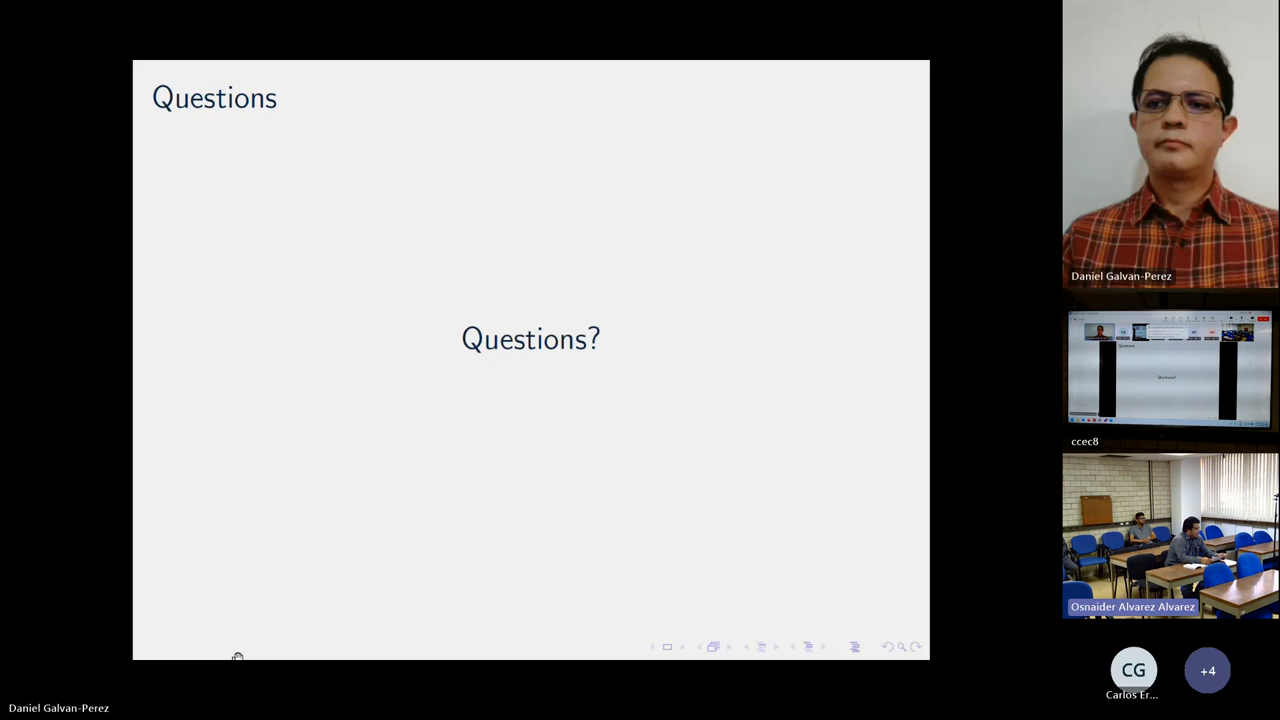 Questions
Questions?
Daniel Galvan-Perez
ccec8
Osnaider Alvarez Alvarez
CG
+4
Carlos Er...
Daniel Galvan-Perez